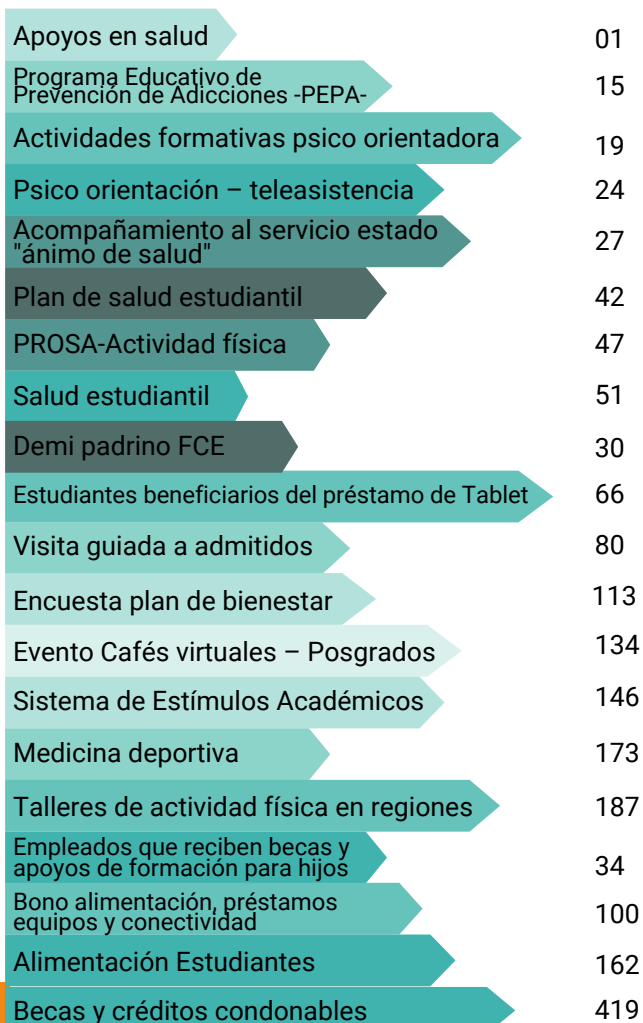 Apoyos en salud 01
Programa Educativo de
Prevención de Adicciones -PEPA- 15
Actividades formativas psico orientadora 19
Psico orientación – teleasistencia 24
Acompañamiento al servicio estado
"ánimo de salud" 27
Plan de salud estudiantil 42
PROSA-Actividad física 47
Salud estudiantil 51
Demi padrino FCE 30
Estudiantes beneficiarios del préstamo de Tablet 66
Visita guiada a admitidos 80
Encuesta plan de bienestar 113
Evento Cafés virtuales – Posgrados 134
Sistema de Estímulos Académicos 146
Medicina deportiva 173
Talleres de actividad física en regiones 187
Empleados que reciben becas y
apoyos de formación para hijos 34
Bono alimentación, préstamos
equipos y conectividad 100
Alimentación Estudiantes 162
Becas y créditos condonables 419